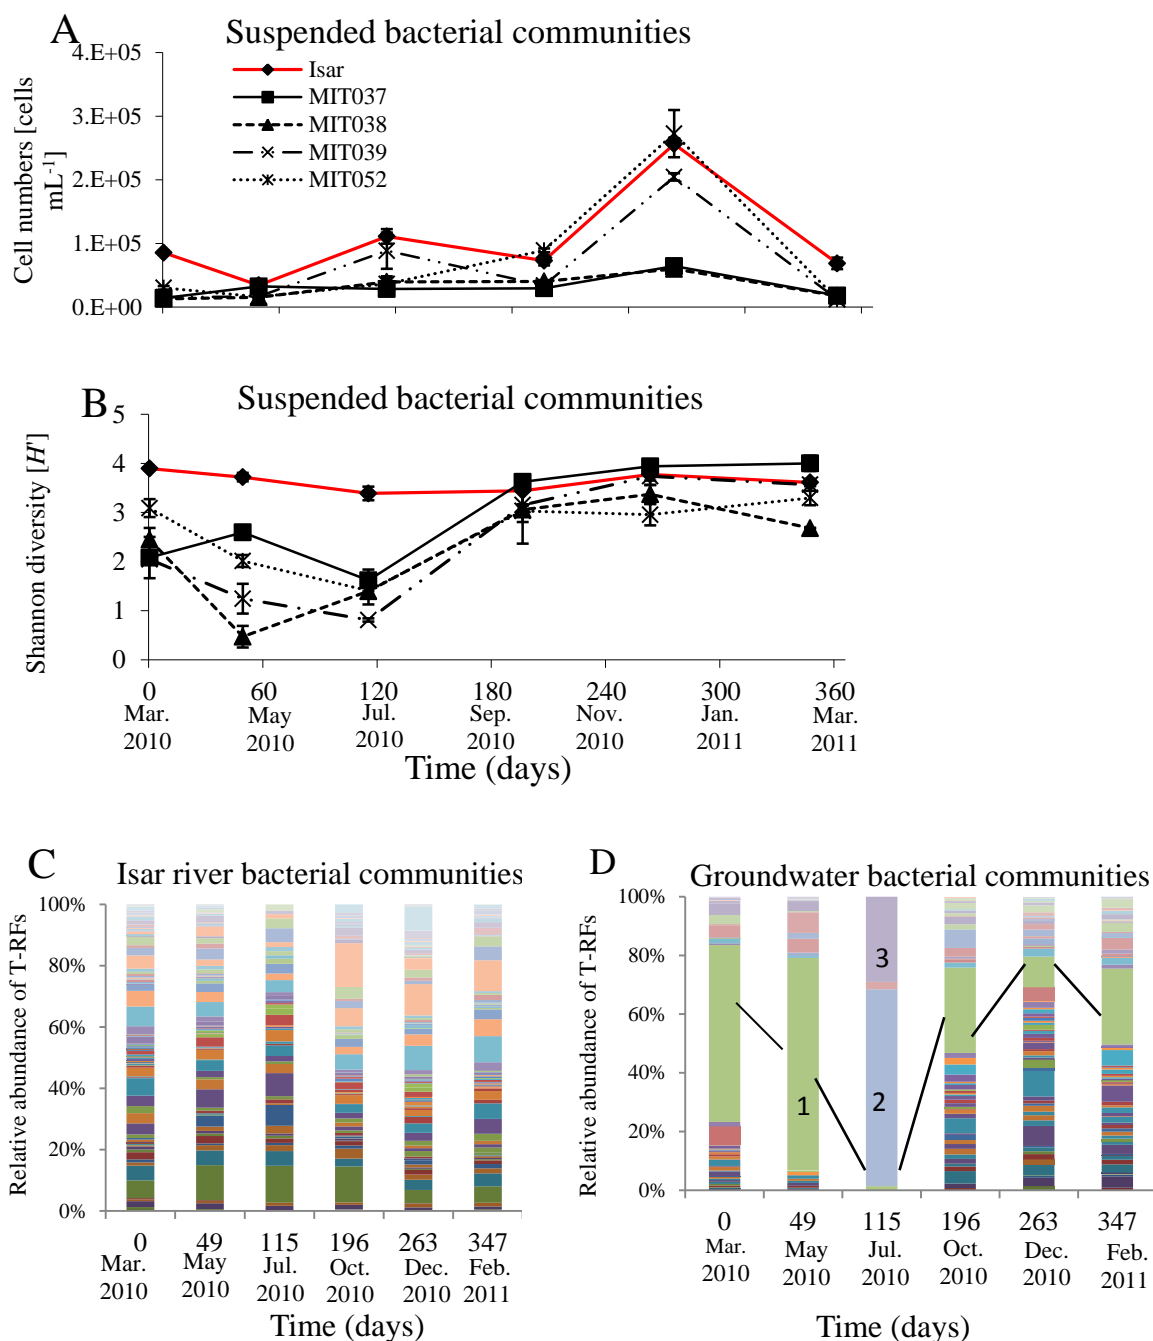 A
Suspended bacterial communities
Cell numbers [cells
mL⁻¹]
4.E+05
3.E+05
2.E+05
1.E+05
0.E+00
Isar
MIT037
MIT038
MIT039
MIT052
B
Suspended bacterial communities
Shannon diversity [H']
5
4
3
2
1
0
0 60 120 180 240 300 360
Mar. May Jul. Sep. Nov. Jan. Mar.
2010 2010 2010 2010 2010 2011 2011
Time (days)
C
Isar river bacterial communities
Relative abundance of T-RFs
100%
80%
60%
40%
20%
0%
0 49 115 196 263 347
Mar. May Jul. Oct. Dec. Feb.
2010 2010 2010 2010 2010 2011
Time (days)
D
Groundwater bacterial communities
Relative abundance of T-RFs
100%
80%
60%
40%
20%
0%
3
1
2
0 49 115 196 263 347
Mar. May Jul. Oct. Dec. Feb.
2010 2010 2010 2010 2010 2011
Time (days)